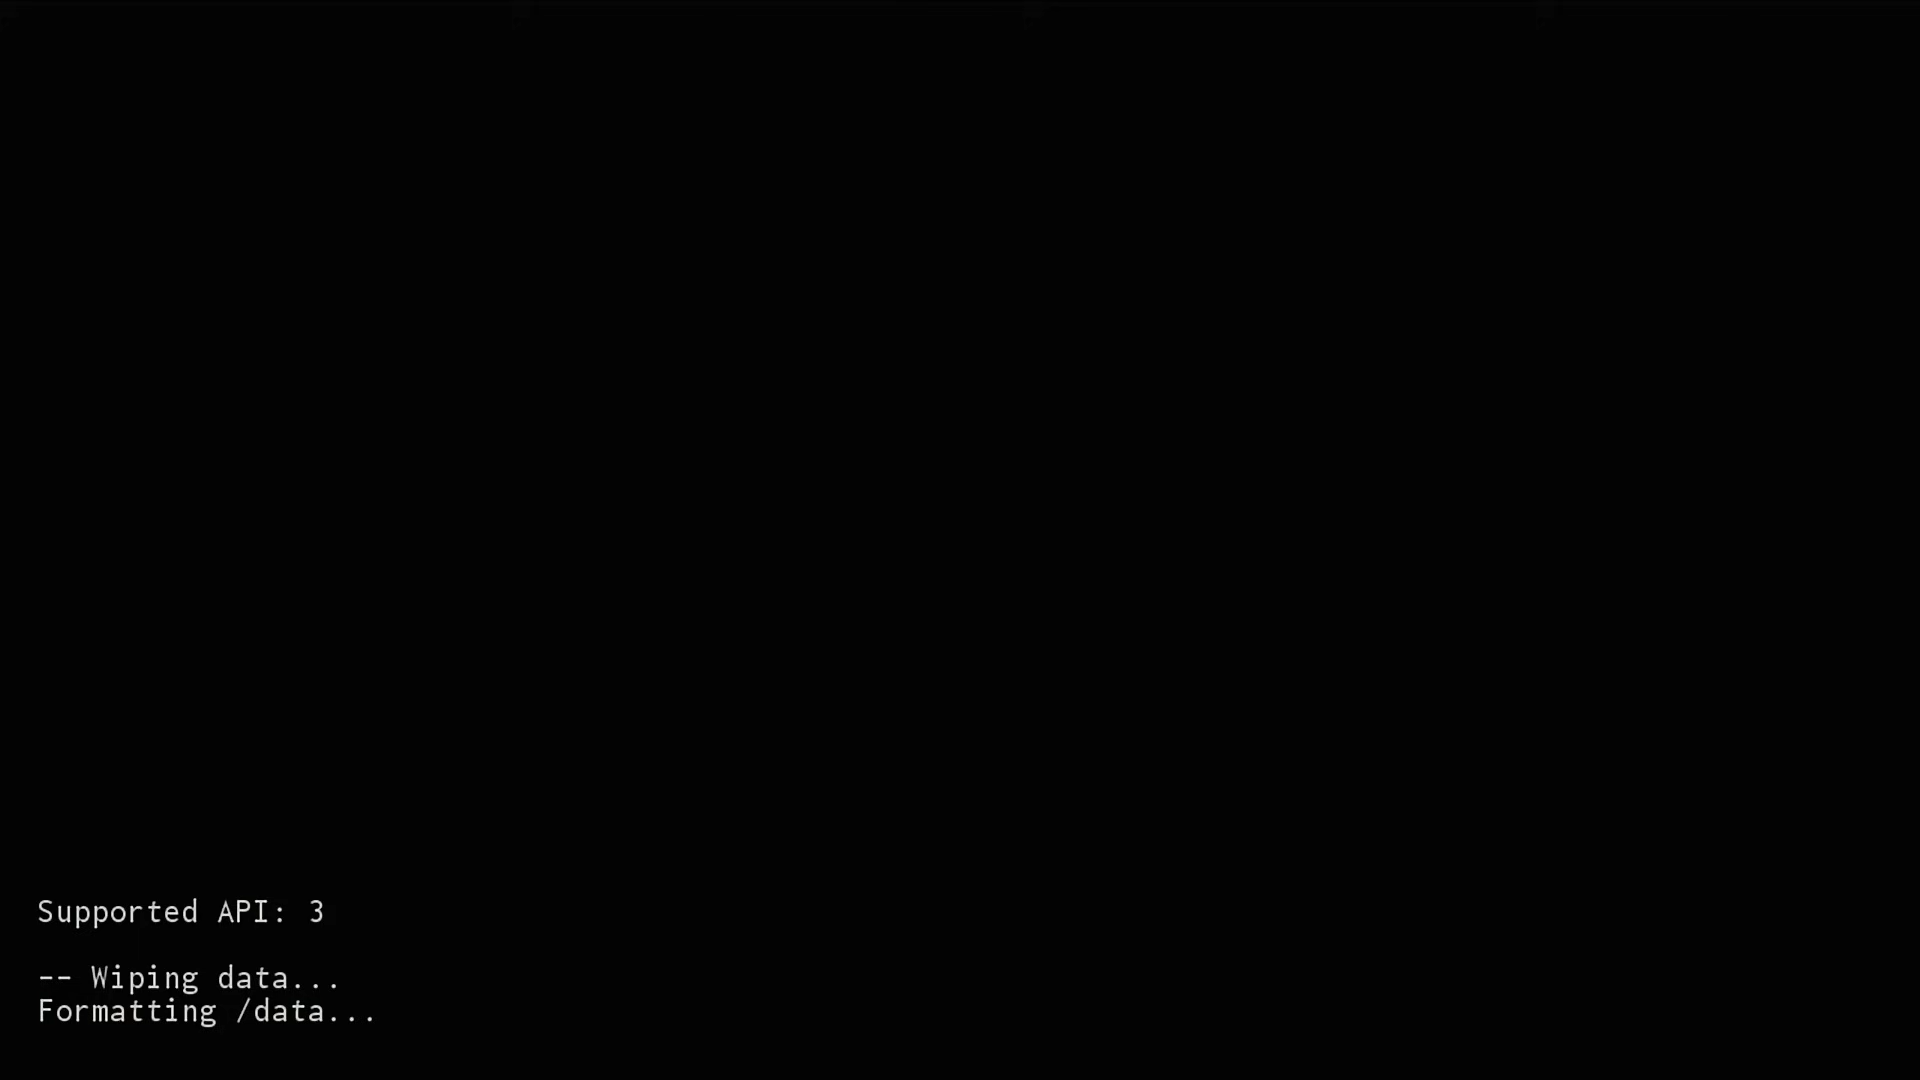 Supported API: 3
-- Wiping data...
Formatting /data...